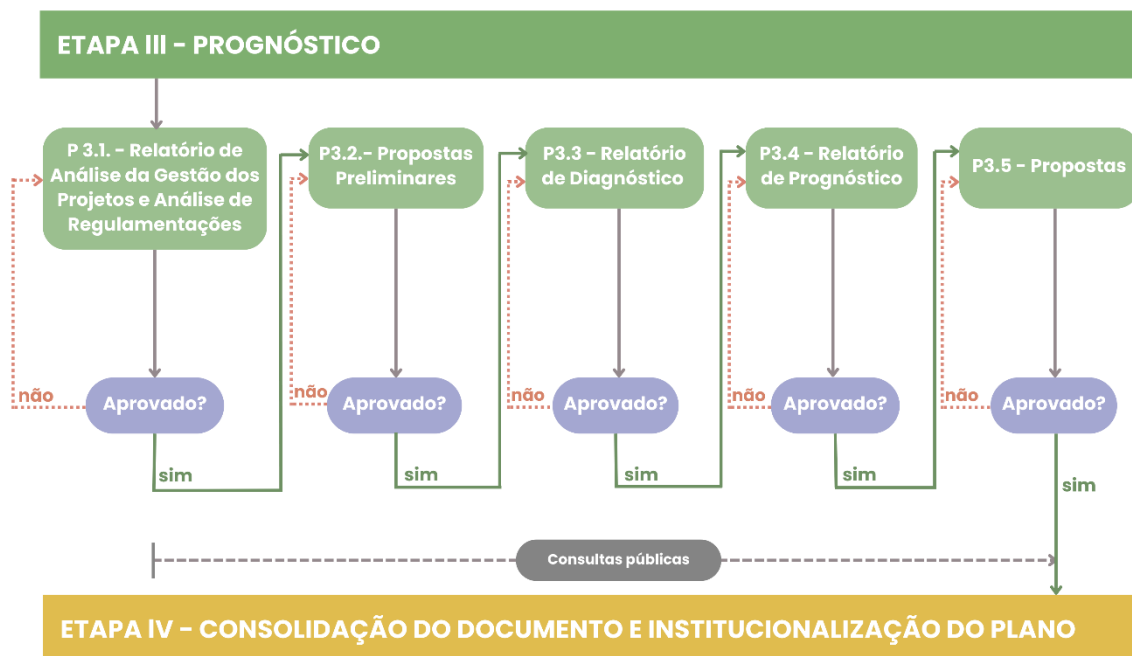 ETAPA III - PROGNÓSTICO
P 3.1. - Relatório de
Análise da Gestão dos
Projetos e Análise de
Regulamentações
P3.2.- Propostas
Preliminares
P3.3 - Relatório
de Diagnóstico
P3.4 - Relatório
de Prognóstico
P3.5 - Propostas
não
Aprovado?
não
Aprovado?
não
Aprovado?
não
Aprovado?
não
Aprovado?
sim
sim
sim
sim
sim
Consultas públicas
ETAPA IV - CONSOLIDAÇÃO DO DOCUMENTO E INSTITUCIONALIZAÇÃO DO PLANO